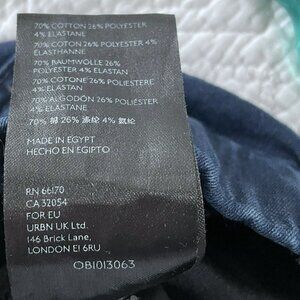 70% COTTON 26% POLYESTER
4% ELASTANE
70% COTON 26% POLYESTER 4%
ELASTHANNE
70% BAUMWOLLE 26%
POLYESTER 4% ELASTAN
70% COTONE 26% POLIESTERE
4% ELASTAN
70% ALGODÓN 26% POLIÉSTER
4% ELASTANO
70% 棉 26% 涤纶 4% 氨纶
MADE IN EGYPT
HECHO EN EGIPTO
RN 66170
CA 32054
FOR EU
URBN UK Ltd.
146 Brick Lane,
LONDON E1 6RU
OB1013063